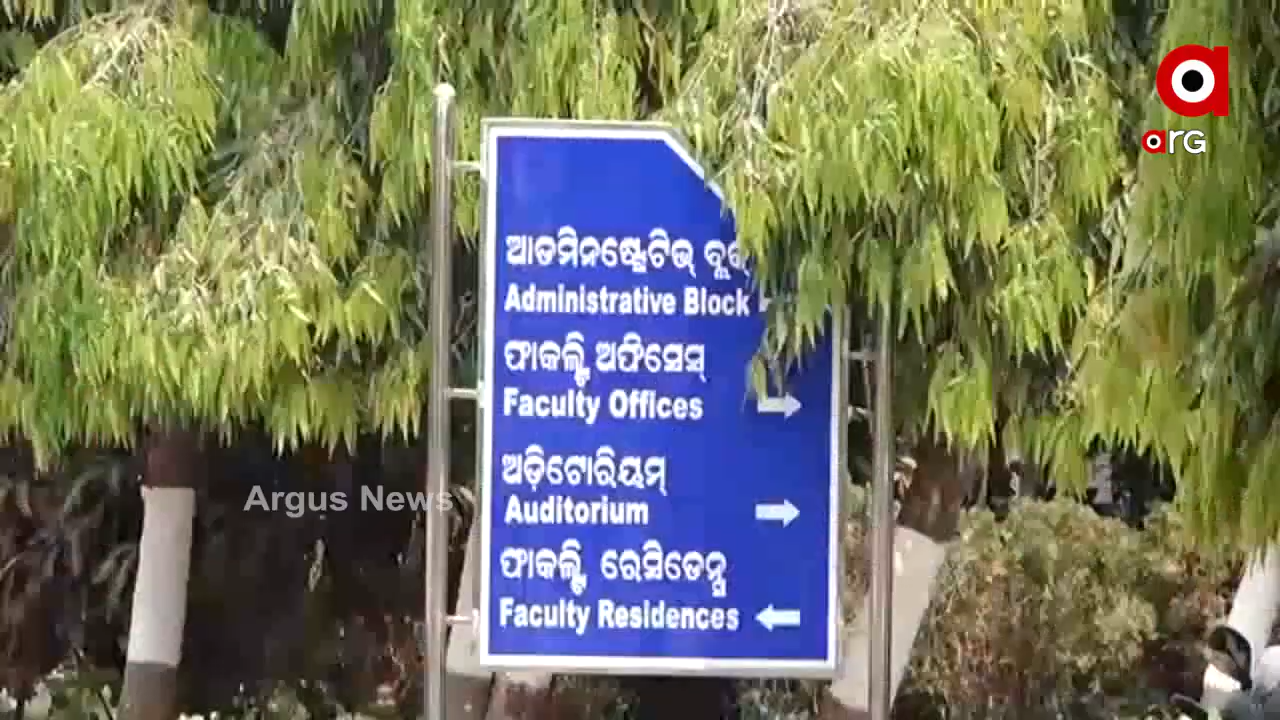 arg
ଆଡମିନଷ୍ଟ୍ରେଟିଭ୍ ବ୍ଲକ୍
Administrative Block
ଫାକଲ୍ଟି ଅଫିସେସ୍
Faculty Offices
ଅଡ଼ିଟୋରିୟମ୍
Argus News
Auditorium
ଫାକଲ୍ଟି ରେସିଡେନ୍ସ
Faculty Residences